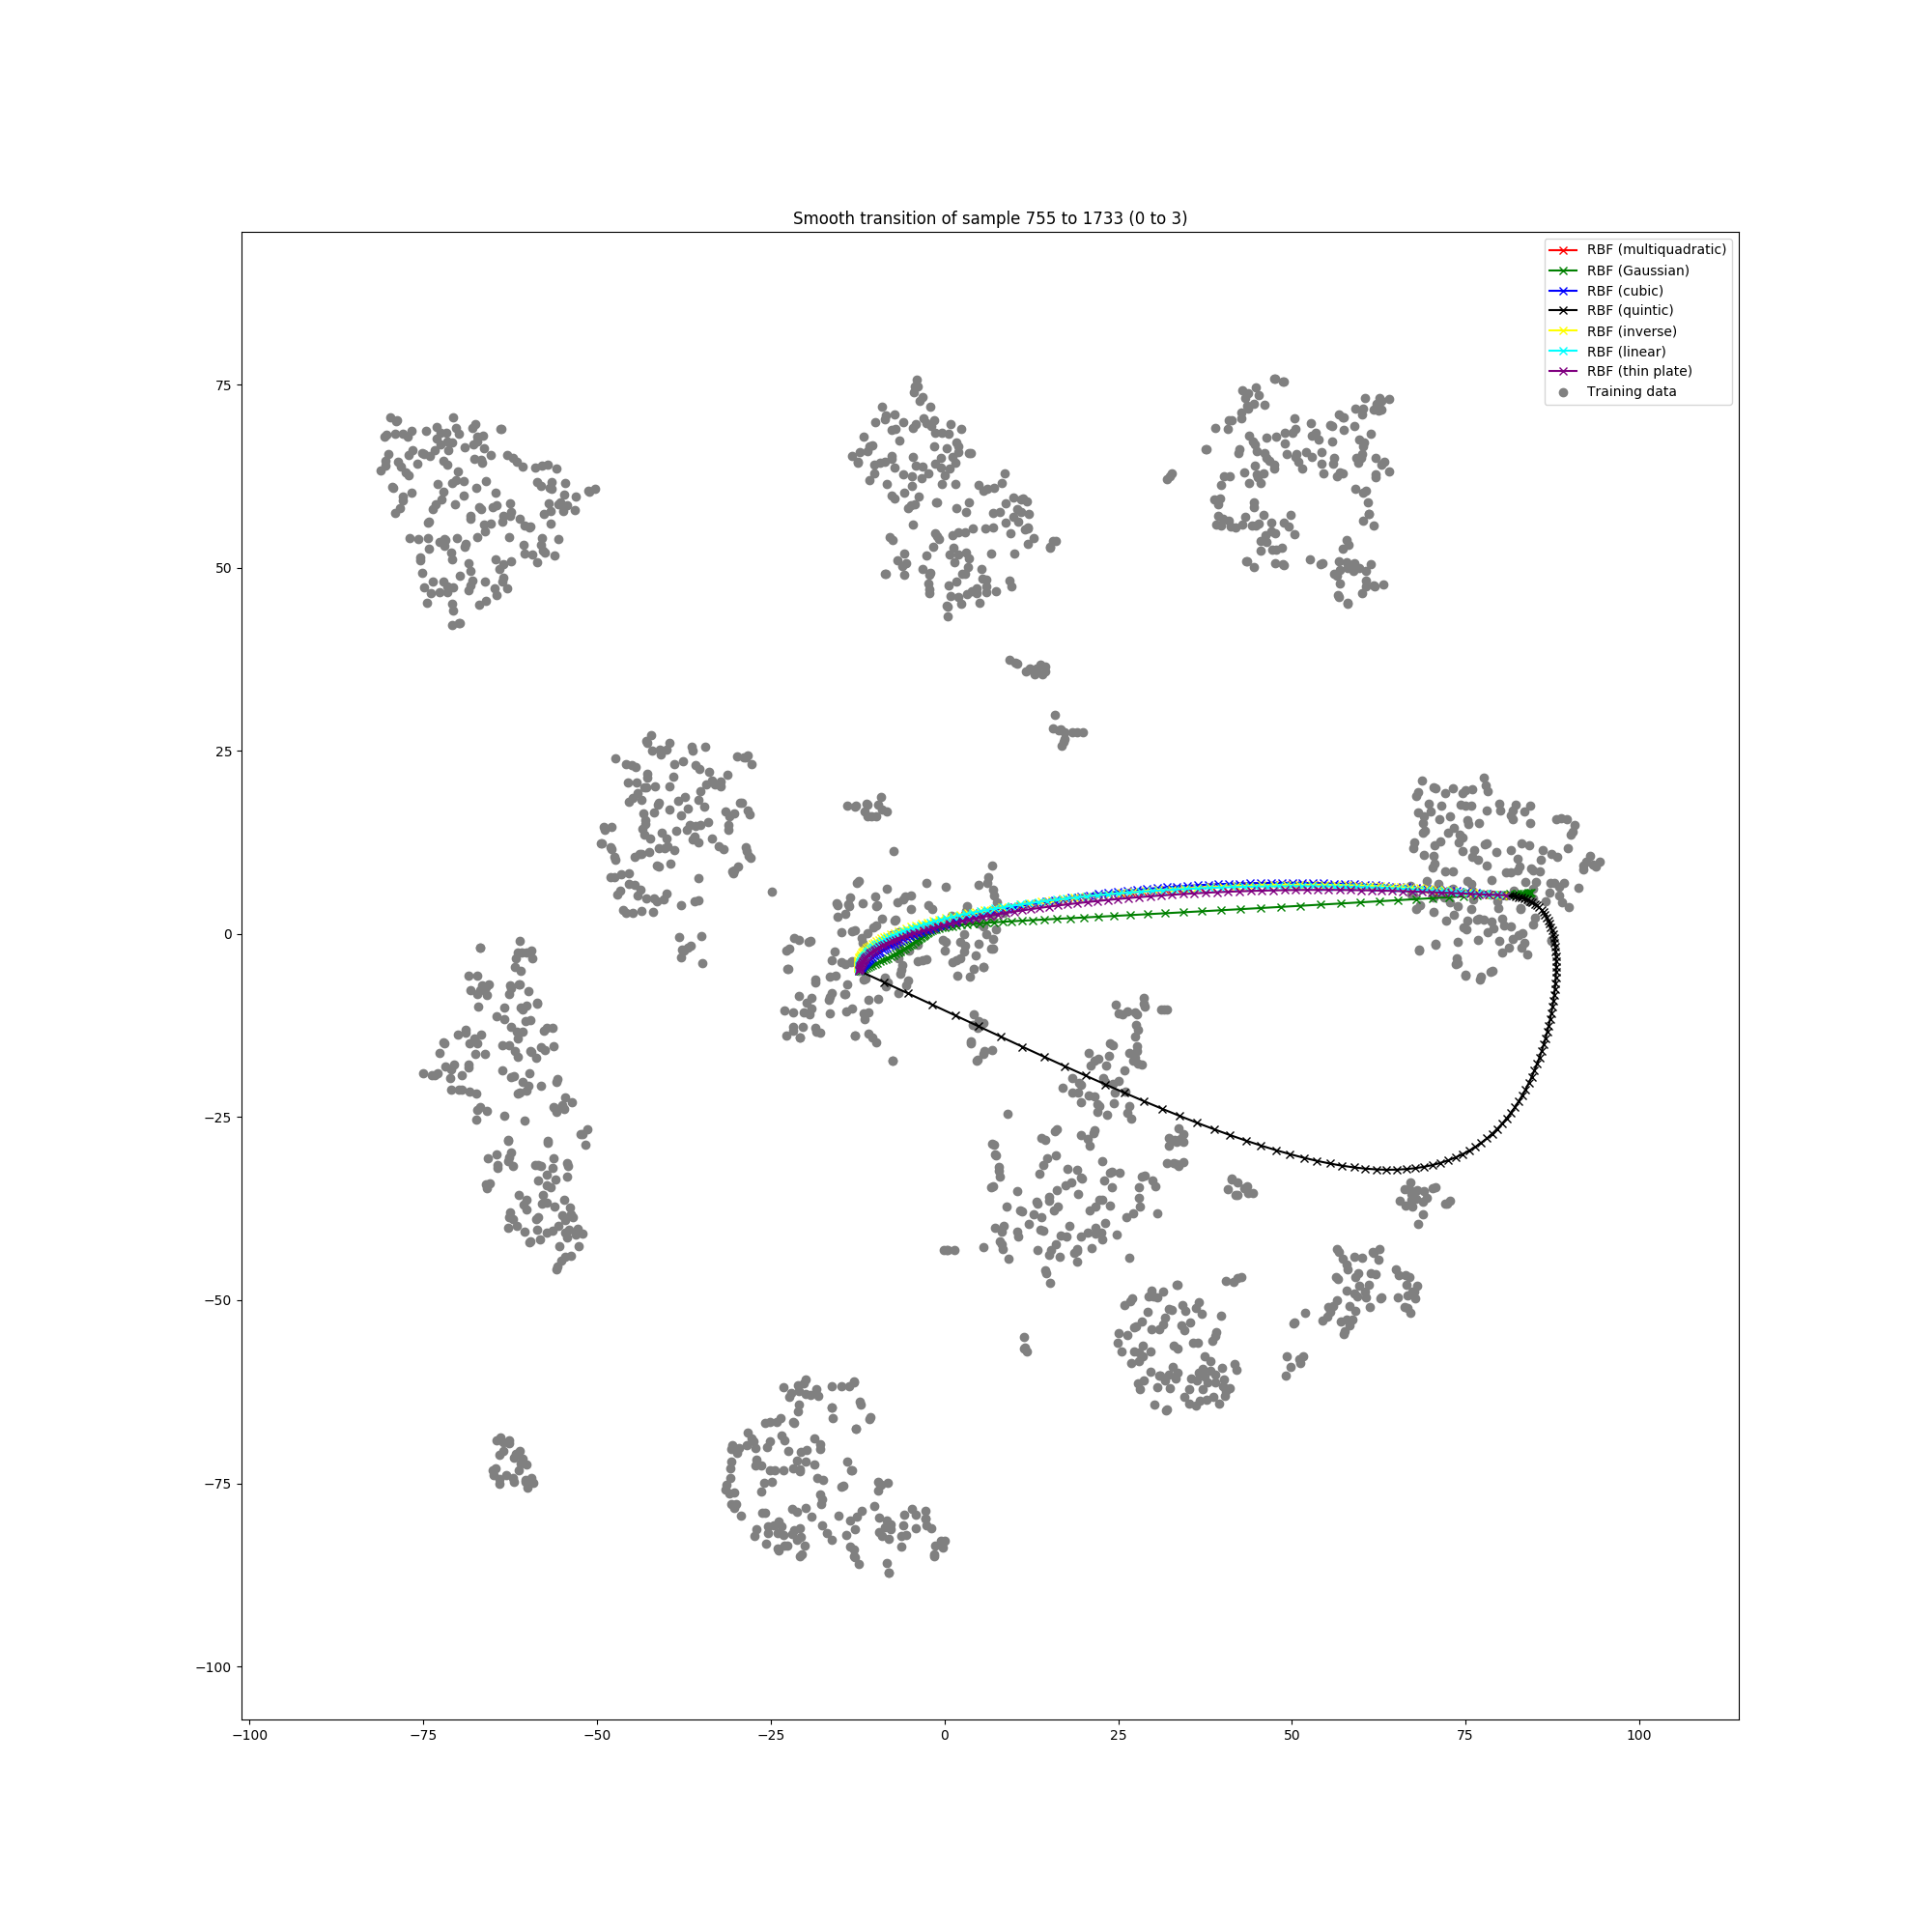 Smooth transition of sample 755 to 1733 (0 to 3)
RBF (multiquadratic)
RBF (Gaussian)
RBF (cubic)
RBF (quintic)
RBF (inverse)
RBF (linear)
RBF (thin plate)
Training data
75
50
25
0
−25
−50
−75
−100
−100 −75 −50 −25 0 25 50 75 100